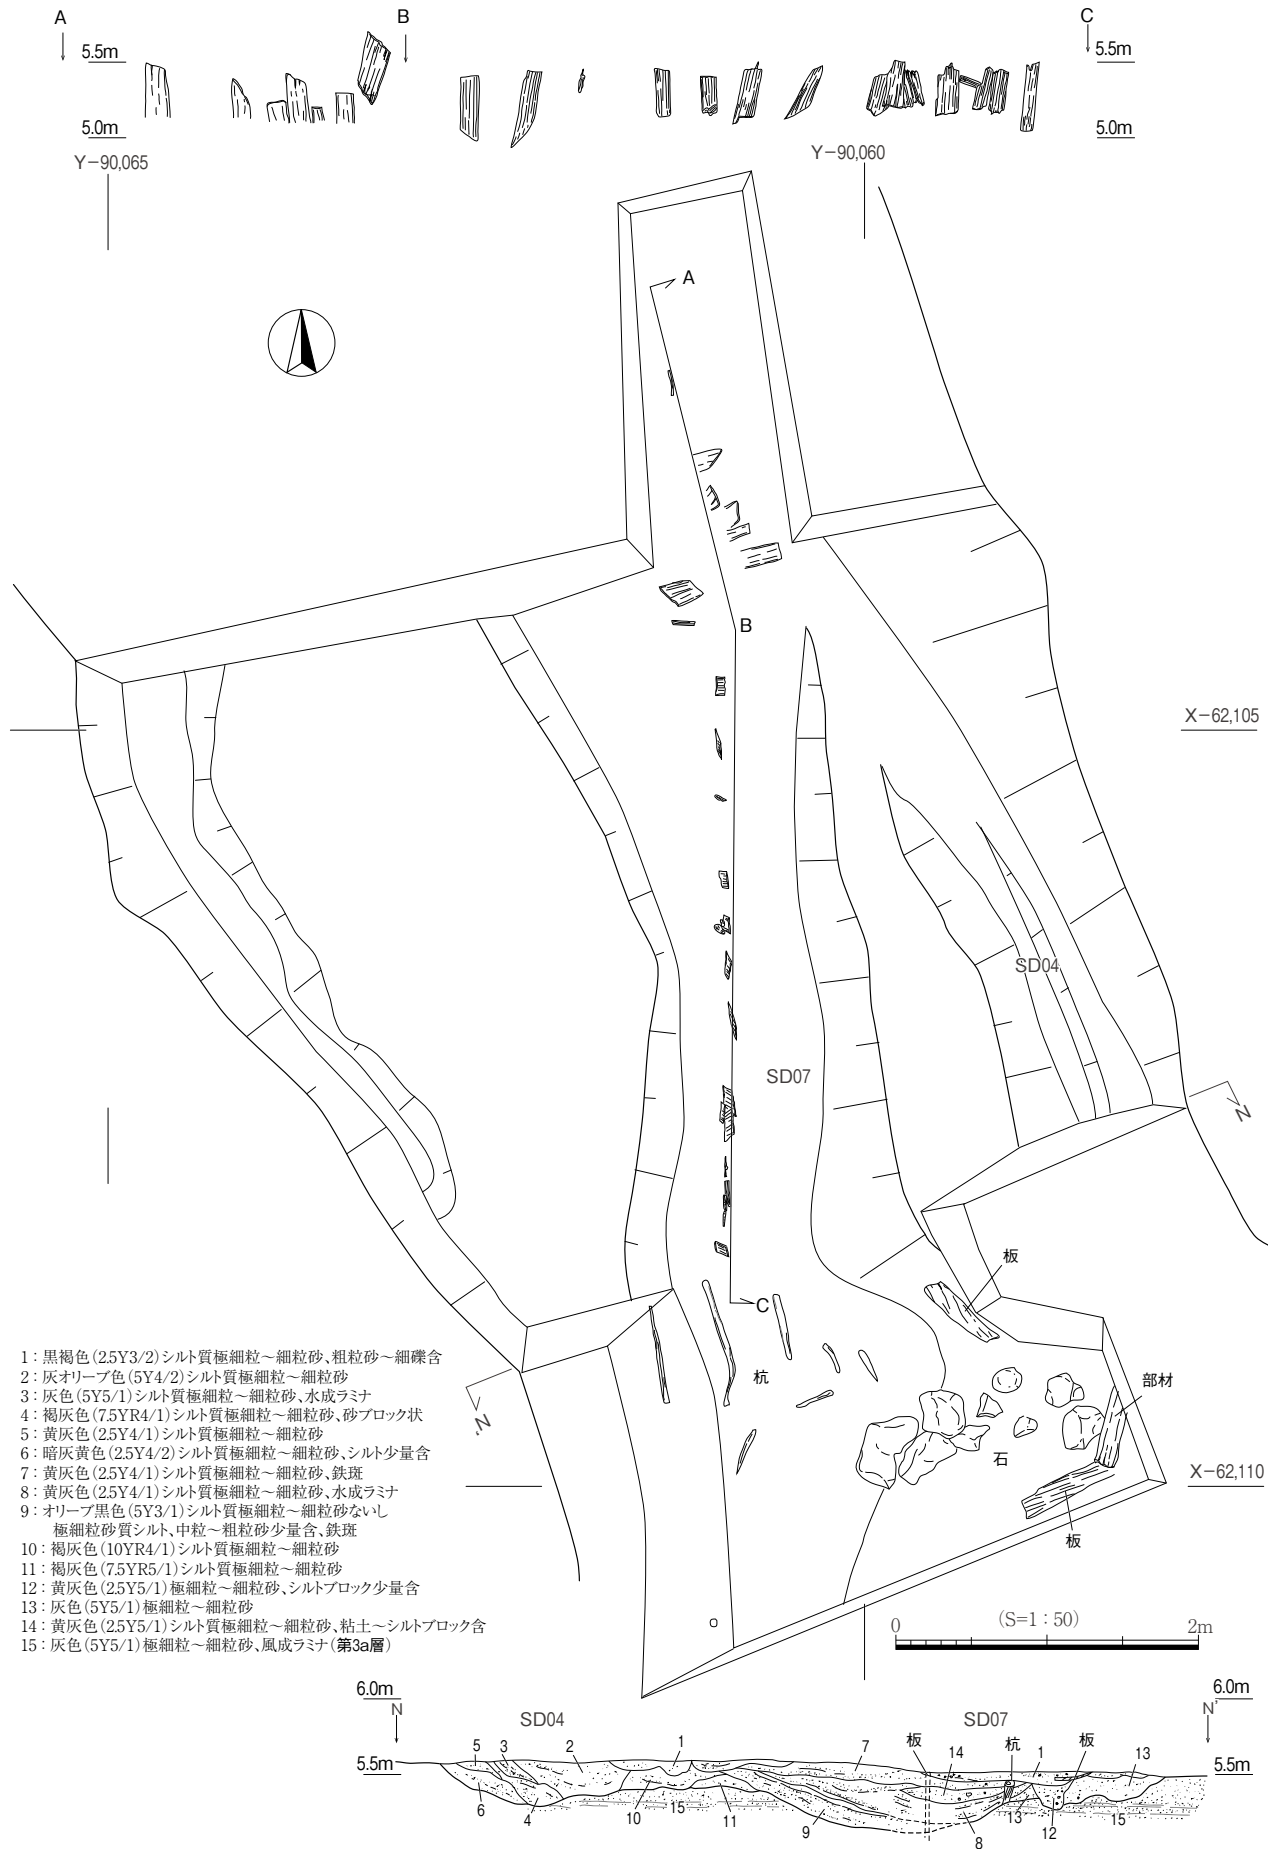 A
B
C
5.5m
5.5m
5.0m
5.0m
Y−90,065
Y−90,060
A
B
X−62,105
SD04
SD07
N
板
C
杭
部材
石
X−62,110
板
1：黒褐色（2.5Y3/2）シルト質極細粒～細粒砂、粗粒砂～細礫含
2：灰オリーブ色（5Y4/2）シルト質極細粒～細粒砂
3：灰色（5Y5/1）シルト質極細粒～細粒砂、水成ラミナ
4：褐灰色（7.5YR4/1）シルト質極細粒～細粒砂、砂ブロック状
5：黄灰色（2.5Y4/1）シルト質極細粒～細粒砂
6：暗灰黄色（2.5Y4/2）シルト質極細粒～細粒砂、シルト少量含
7：黄灰色（2.5Y4/1）シルト質極細粒～細粒砂、鉄斑
8：黄灰色（2.5Y4/1）シルト質極細粒～細粒砂、水成ラミナ
9：オリーブ黒色（5Y3/1）シルト質極細粒～細粒砂ないし
極細粒砂質シルト、中粒～粗粒砂少量含、鉄斑
10：褐灰色（10YR4/1）シルト質極細粒～細粒砂
11：褐灰色（7.5YR5/1）シルト質極細粒～細粒砂
12：黄灰色（2.5Y5/1）極細粒～細粒砂、シルトブロック少量含
13：灰色（5Y5/1）極細粒～細粒砂
14：黄灰色（2.5Y5/1）シルト質極細粒～細粒砂、粘土～シルトブロック含
15：灰色（5Y5/1）極細粒～細粒砂、風成ラミナ（第3a層）
N'
(S=1：50)
0
2m
6.0m
6.0m
N
N'
SD04
SD07
5.5m
5.5m
5
3
2
1
7
板
14
杭
1
板
13
6
4
10
15
11
9
8
13
12
15